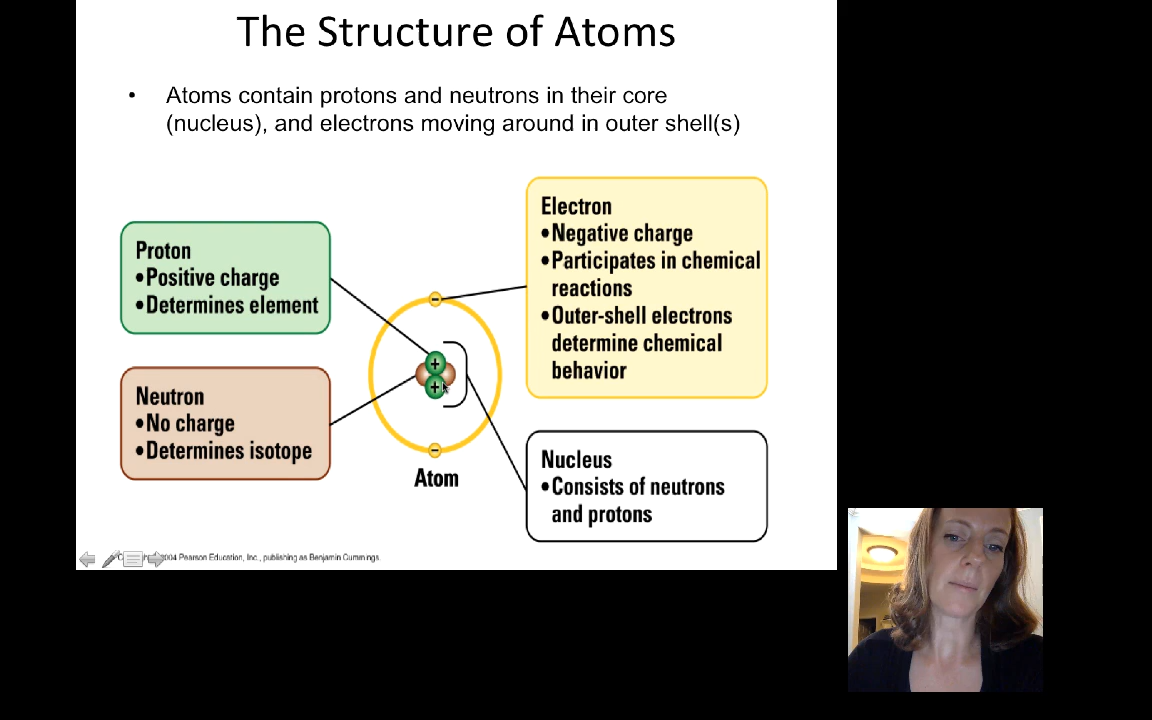 The Structure of Atoms
• Atoms contain protons and neutrons in their core
(nucleus), and electrons moving around in outer shell(s)
Proton
•Positive charge
•Determines element
Neutron
•No charge
•Determines isotope
Electron
•Negative charge
•Participates in chemical
reactions
•Outer-shell electrons
determine chemical
behavior
Nucleus
•Consists of neutrons
and protons
−
+
+
−
Atom
Pearson Education, Inc., publishing as Benjamin Cummings.